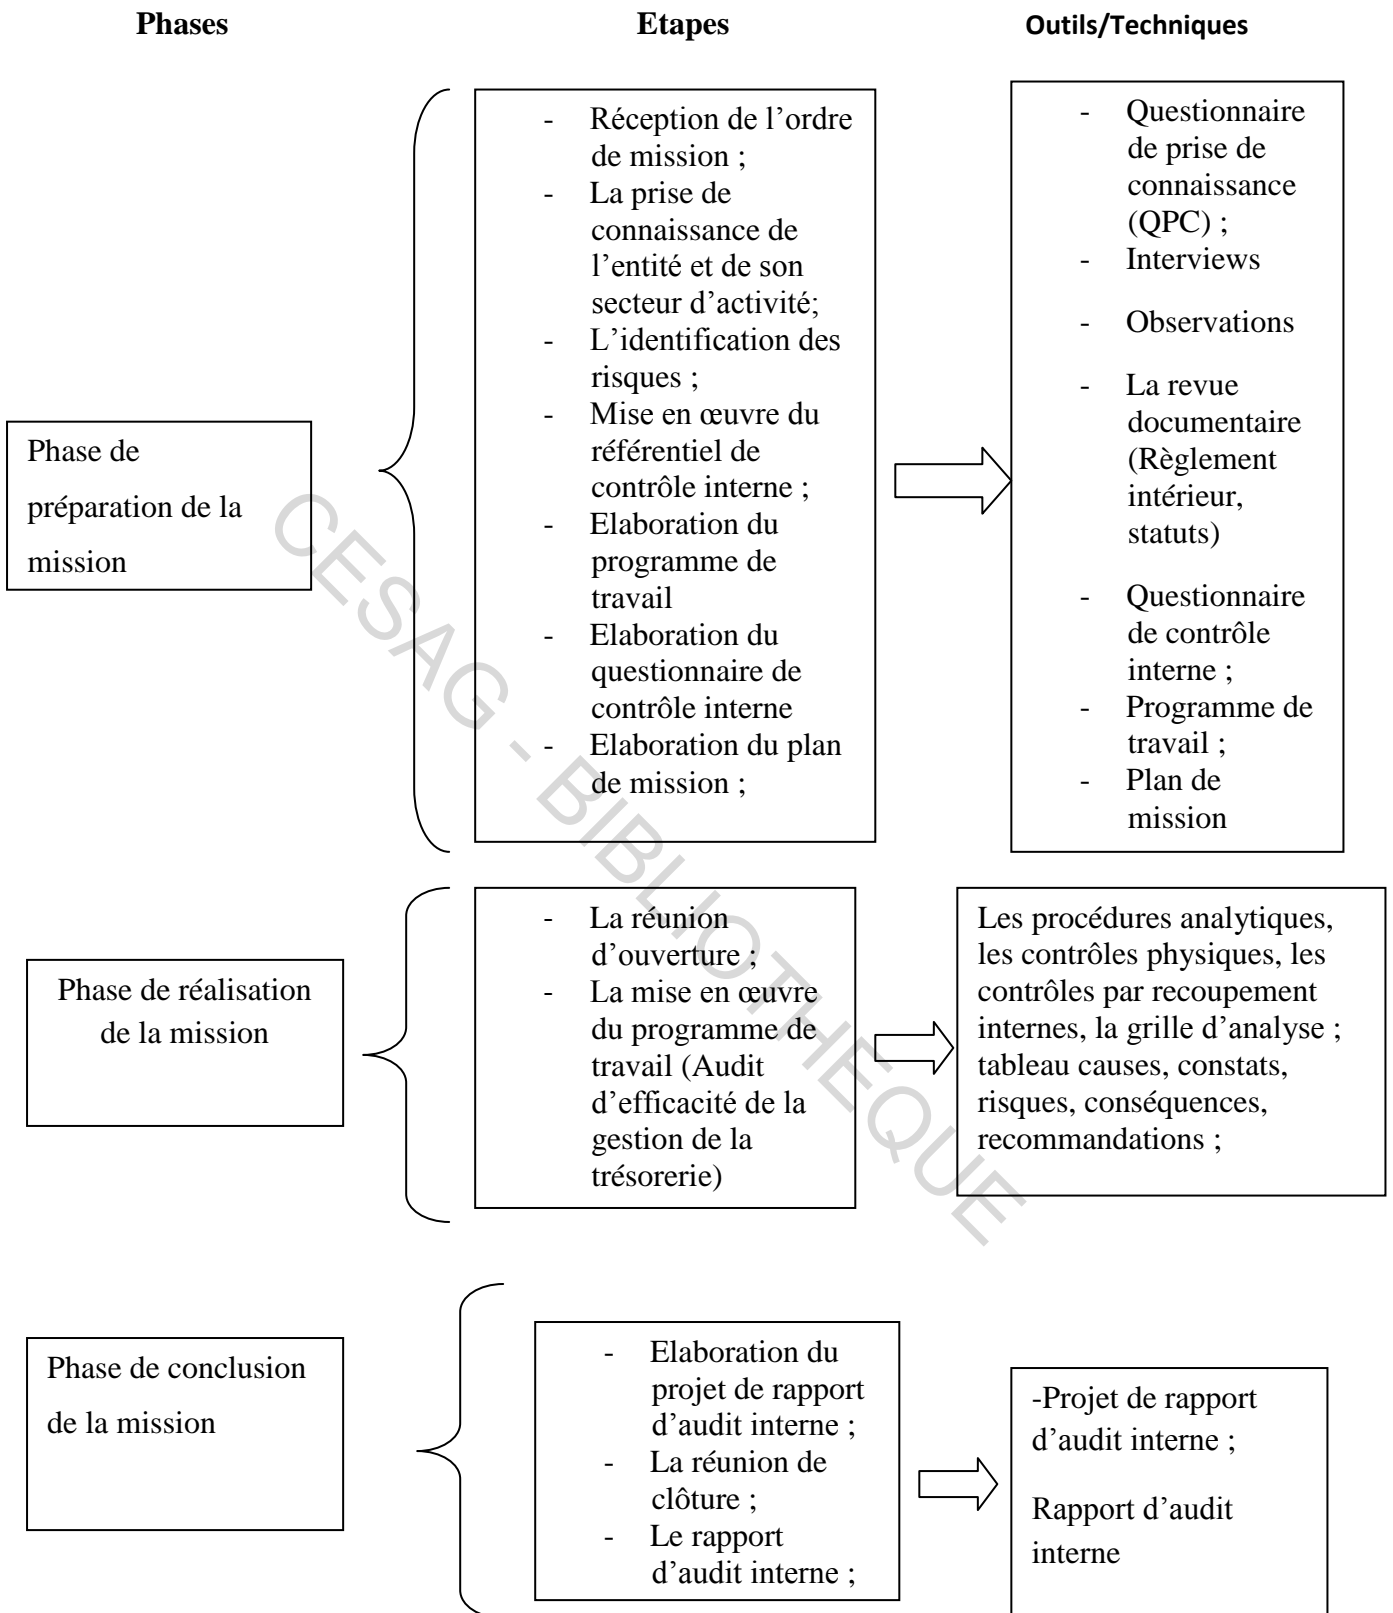 Phases Etapes Outils/Techniques
Phase de
préparation de la
mission
- Réception de l’ordre
de mission ;
- La prise de
connaissance de
l’entité et de son
secteur d’activité;
- L’identification des
risques ;
- Mise en œuvre du
référentiel de
contrôle interne ;
- Elaboration du
programme de
travail
- Elaboration du
questionnaire de
contrôle interne
- Elaboration du plan
de mission ;
- Questionnaire
de prise de
connaissance
(QPC) ;
- Interviews
- Observations
- La revue
documentaire
(Règlement
intérieur,
statuts)
- Questionnaire
de contrôle
interne ;
- Programme de
travail ;
- Plan de
mission
Phase de réalisation
de la mission
- La réunion
d’ouverture ;
- La mise en œuvre
du programme de
travail (Audit
d’efficacité de la
gestion de la
trésorerie)
Les procédures analytiques,
les contrôles physiques, les
contrôles par recoupement
internes, la grille d’analyse ;
tableau causes, constats,
risques, conséquences,
recommandations ;
Phase de conclusion
de la mission
- Elaboration du
projet de rapport
d’audit interne ;
- La réunion de
clôture ;
- Le rapport
d’audit interne ;
-Projet de rapport
d’audit interne ;
Rapport d’audit
interne
CESAG - BIBLIOTHEQUE